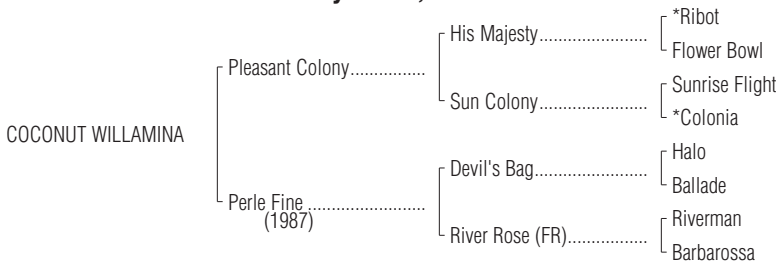 *Ribot
His Majesty................
Flower Bowl
Pleasant Colony................
Sunrise Flight
Sun Colony......................
*Colonia
COCONUT WILLAMINA
Halo
Devil's Bag.......................
Ballade
Perle Fine .........................
(1987)
Riverman
River Rose (FR).................
Barbarossa